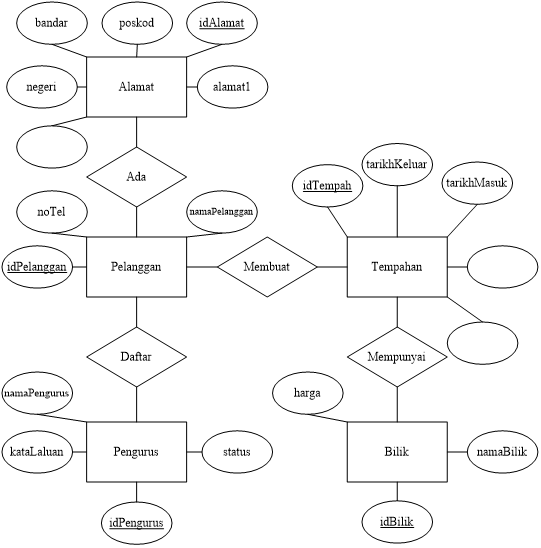 bandar
poskod
idAlamat
negeri
Alamat
alamat1
Ada
noTel
namaPelanggan
idPelanggan
Pelanggan
Membuat
tarikhKeluar
idTempah
tarikhMasuk
Tempahan
Daftar
Mempunyai
namaPengurus
harga
kataLaluan
Pengurus
status
Bilik
namaBilik
idPengurus
idBilik